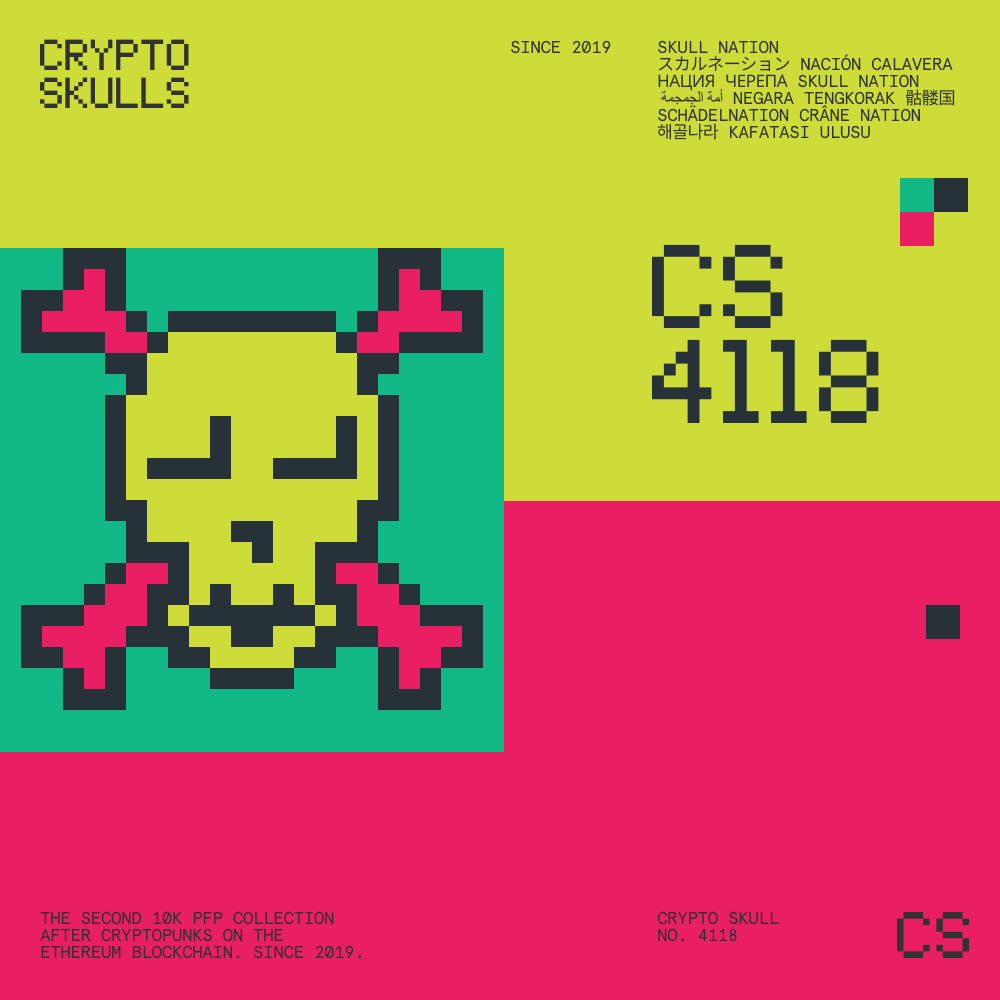 CRYPTO
SKULLS
SINCE 2019
SKULL NATION
スカルネーション NACIÓN CALAVERA
НАЦИЯ ЧЕРЕПА SKULL NATION
أمة الجمجمة NEGARA TENGKORAK 骷髅国
SCHÄDELNATION CRÂNE NATION
해골나라 KAFATASI ULUSU
CS
4118
THE SECOND 10K PFP COLLECTION
AFTER CRYPTOPUNKS ON THE
ETHEREUM BLOCKCHAIN. SINCE 2019.
CRYPTO SKULL
NO. 4118
CS